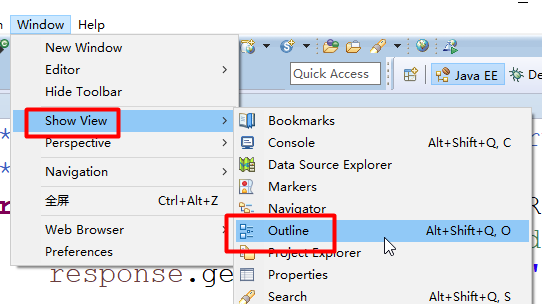 Window Help
New Window
Editor
Hide Toolbar
Show View
Perspective
Navigation
全屏 Ctrl+Alt+Z
Web Browser
Preferences
Quick Access
Java EE
De
Bookmarks
Console Alt+Shift+Q, C
Data Source Explorer
Markers
Navigator
Outline Alt+Shift+Q, O
Project Explorer
Properties
Search Alt+Shift+Q, S
response.ge